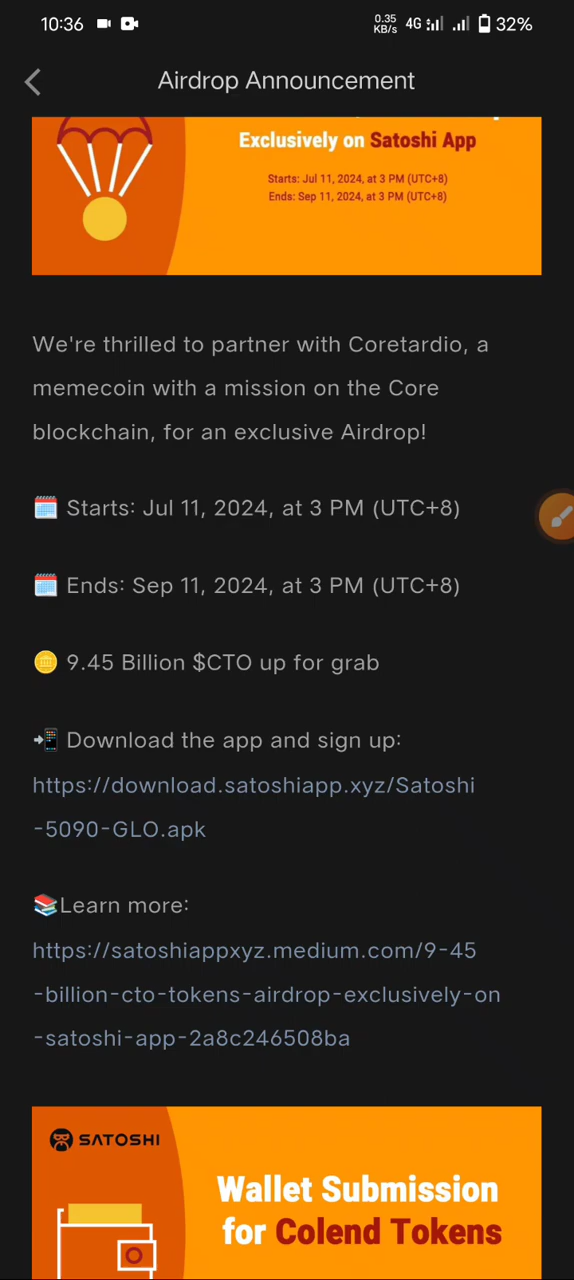 10:36
0.35
KB/s
4G
32%
Airdrop Announcement
Exclusively on Satoshi App
Starts: Jul 11, 2024, at 3 PM (UTC+8)
Ends: Sep 11, 2024, at 3 PM (UTC+8)
We're thrilled to partner with Coretardio, a
memecoin with a mission on the Core
blockchain, for an exclusive Airdrop!
Starts: Jul 11, 2024, at 3 PM (UTC+8)
Ends: Sep 11, 2024, at 3 PM (UTC+8)
9.45 Billion $CTO up for grab
Download the app and sign up:
https://download.satoshiapp.xyz/Satoshi
-5090-GLO.apk
Learn more:
https://satoshiappxyz.medium.com/9-45
-billion-cto-tokens-airdrop-exclusively-on
-satoshi-app-2a8c246508ba
SATOSHI
Wallet Submission
for Colend Tokens